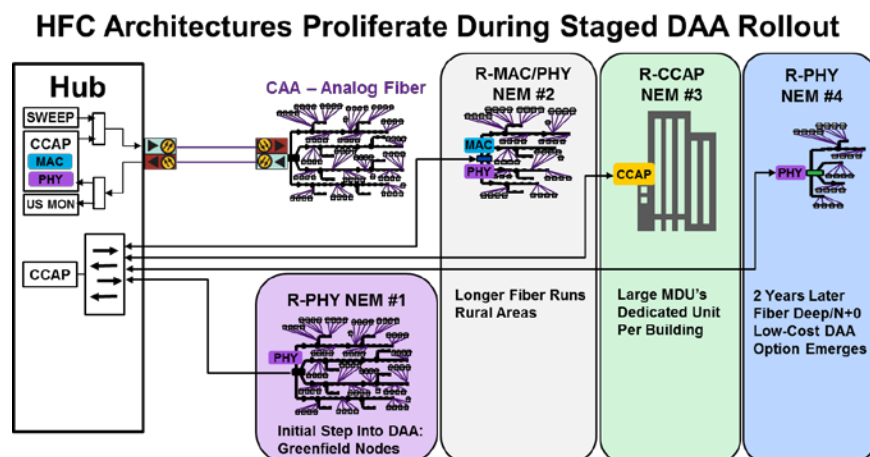 HFC Architectures Proliferate During Staged DAA Rollout
Hub
SWEEP
CCAP
MAC
PHY
US MON
CCAP
CAA – Analog Fiber
R-PHY NEM #1
PHY
Initial Step Into DAA:
Greenfield Nodes
R-MAC/PHY
NEM #2
MAC
PHY
Longer Fiber Runs
Rural Areas
R-CCAP
NEM #3
CCAP
Large MDU's
Dedicated Unit
Per Building
R-PHY
NEM #4
PHY
2 Years Later
Fiber Deep/N+0
Low-Cost DAA
Option Emerges